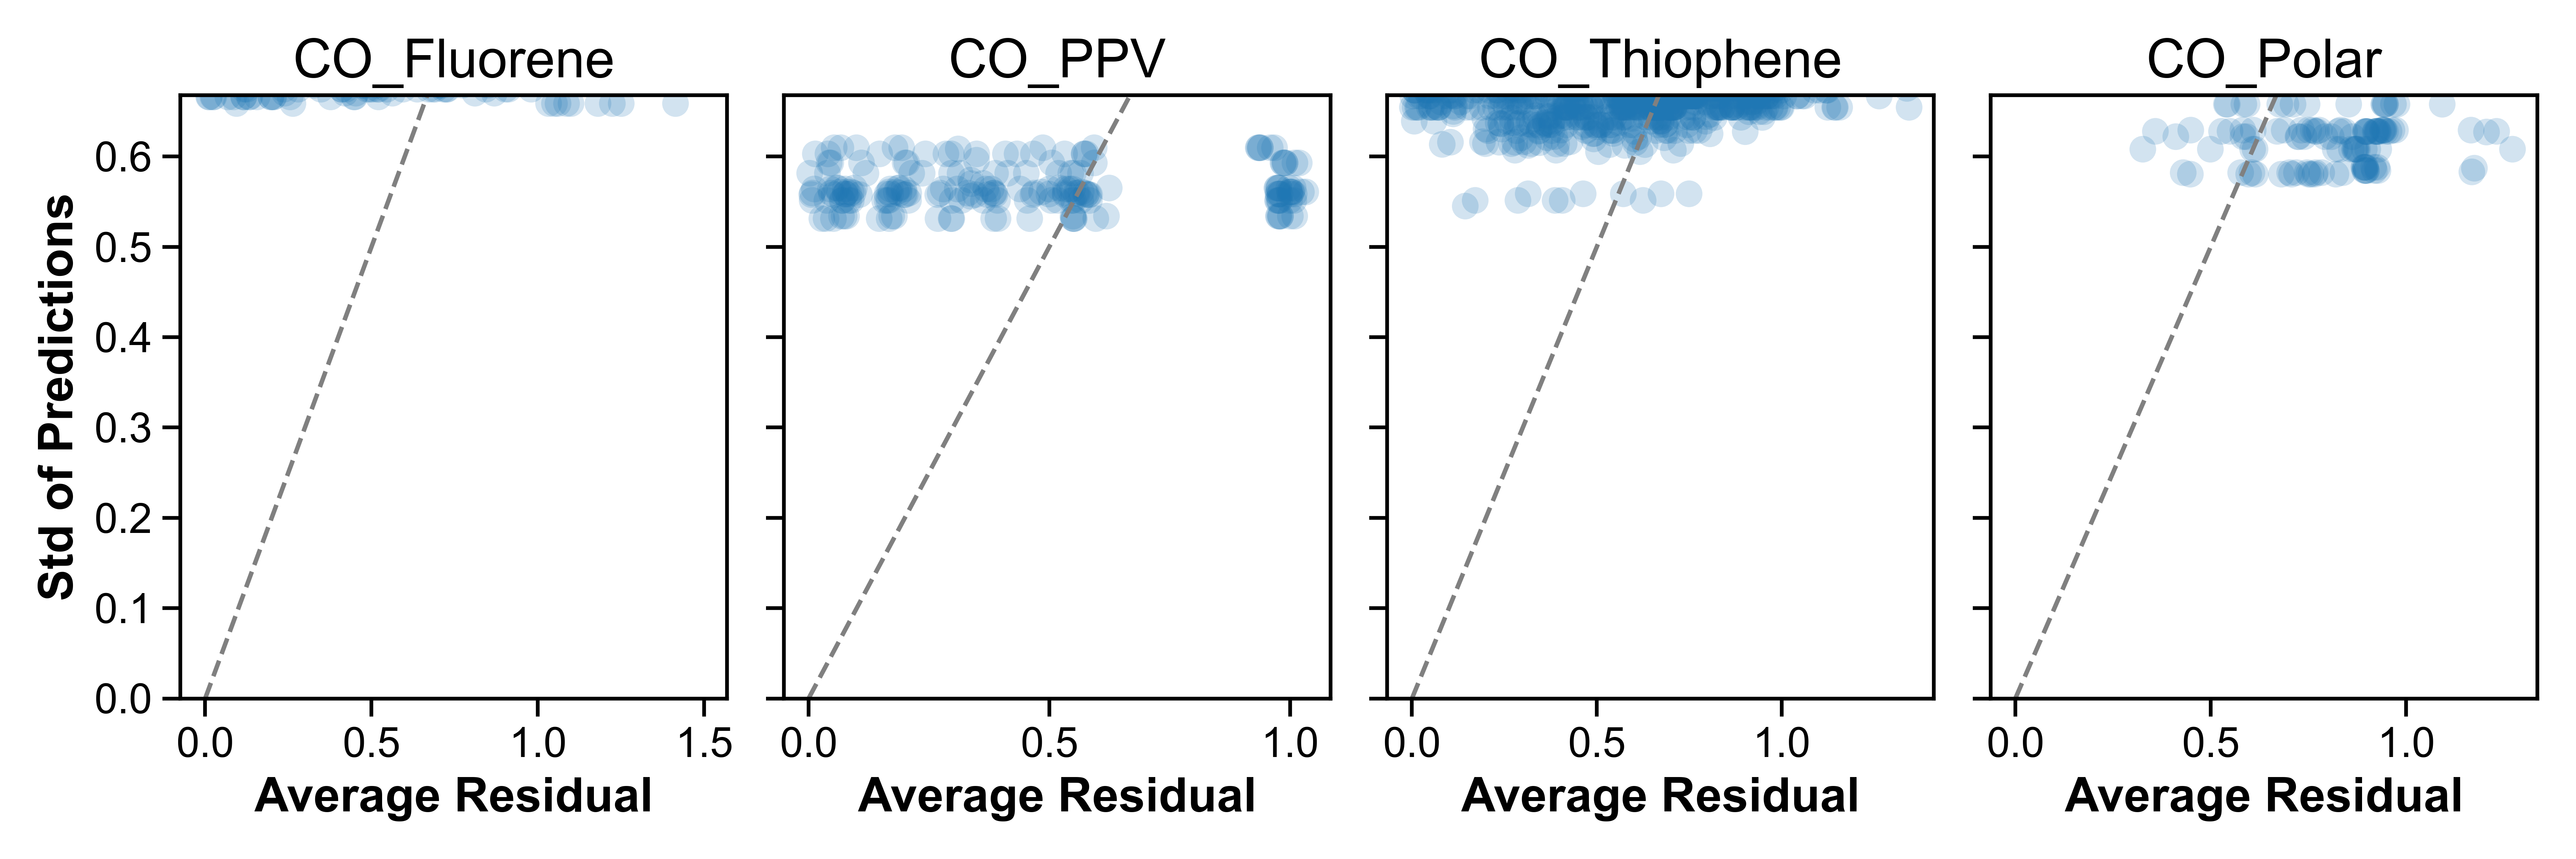 CO_Fluorene
CO_PPV
CO_Thiophene
CO_Polar
Std of Predictions
0.6
0.5
0.4
0.3
0.2
0.1
0.0
0.0 0.5 1.0 1.5
0.0 0.5 1.0
0.0 0.5 1.0
0.0 0.5 1.0
Average Residual
Average Residual
Average Residual
Average Residual